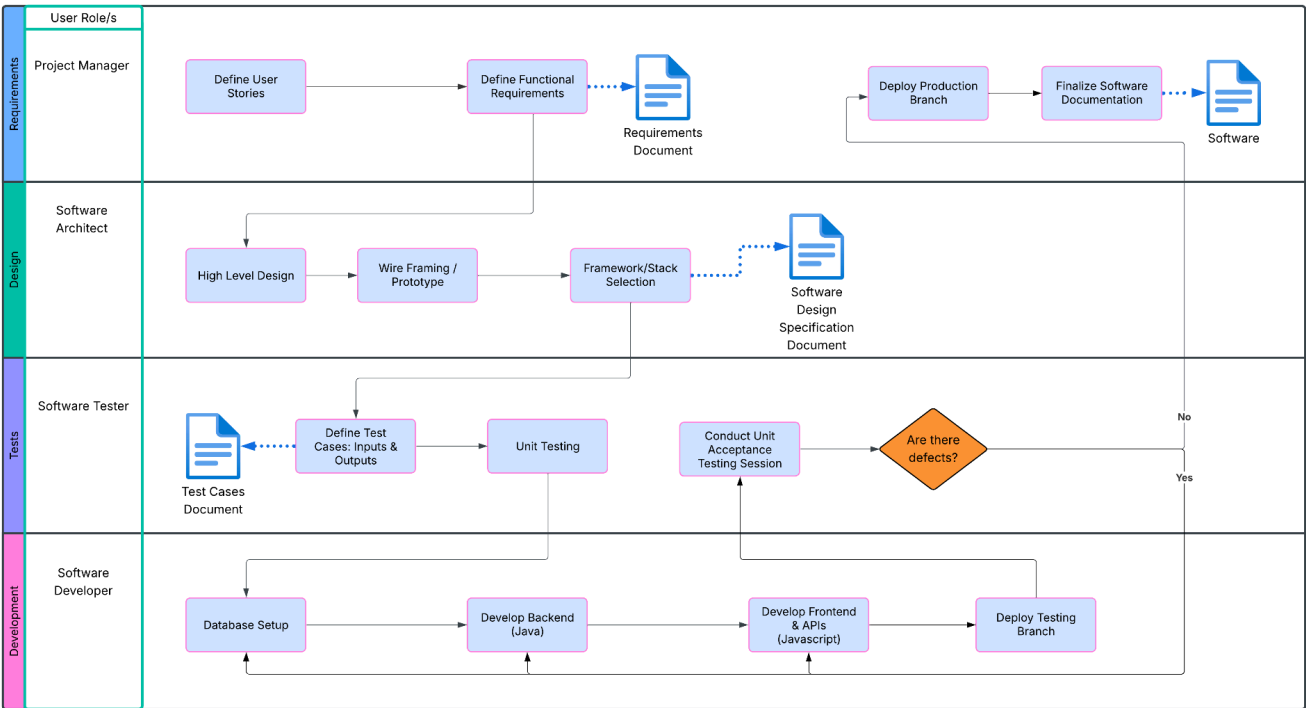 User Role/s
Requirements
Project Manager
Define User
Stories
Define Functional
Requirements
Requirements
Document
Deploy Production
Branch
Finalize Software
Documentation
Software
Design
Software
Architect
High Level Design
Wire Framing /
Prototype
Framework/Stack
Selection
Software
Design
Specification
Document
Tests
Software Tester
Test Cases
Document
Define Test
Cases: Inputs &
Outputs
Unit Testing
Conduct Unit
Acceptance
Testing Session
Are there
defects?
No
Yes
Development
Software
Developer
Database Setup
Develop Backend
(Java)
Develop Frontend
& APIs
(Javascript)
Deploy Testing
Branch